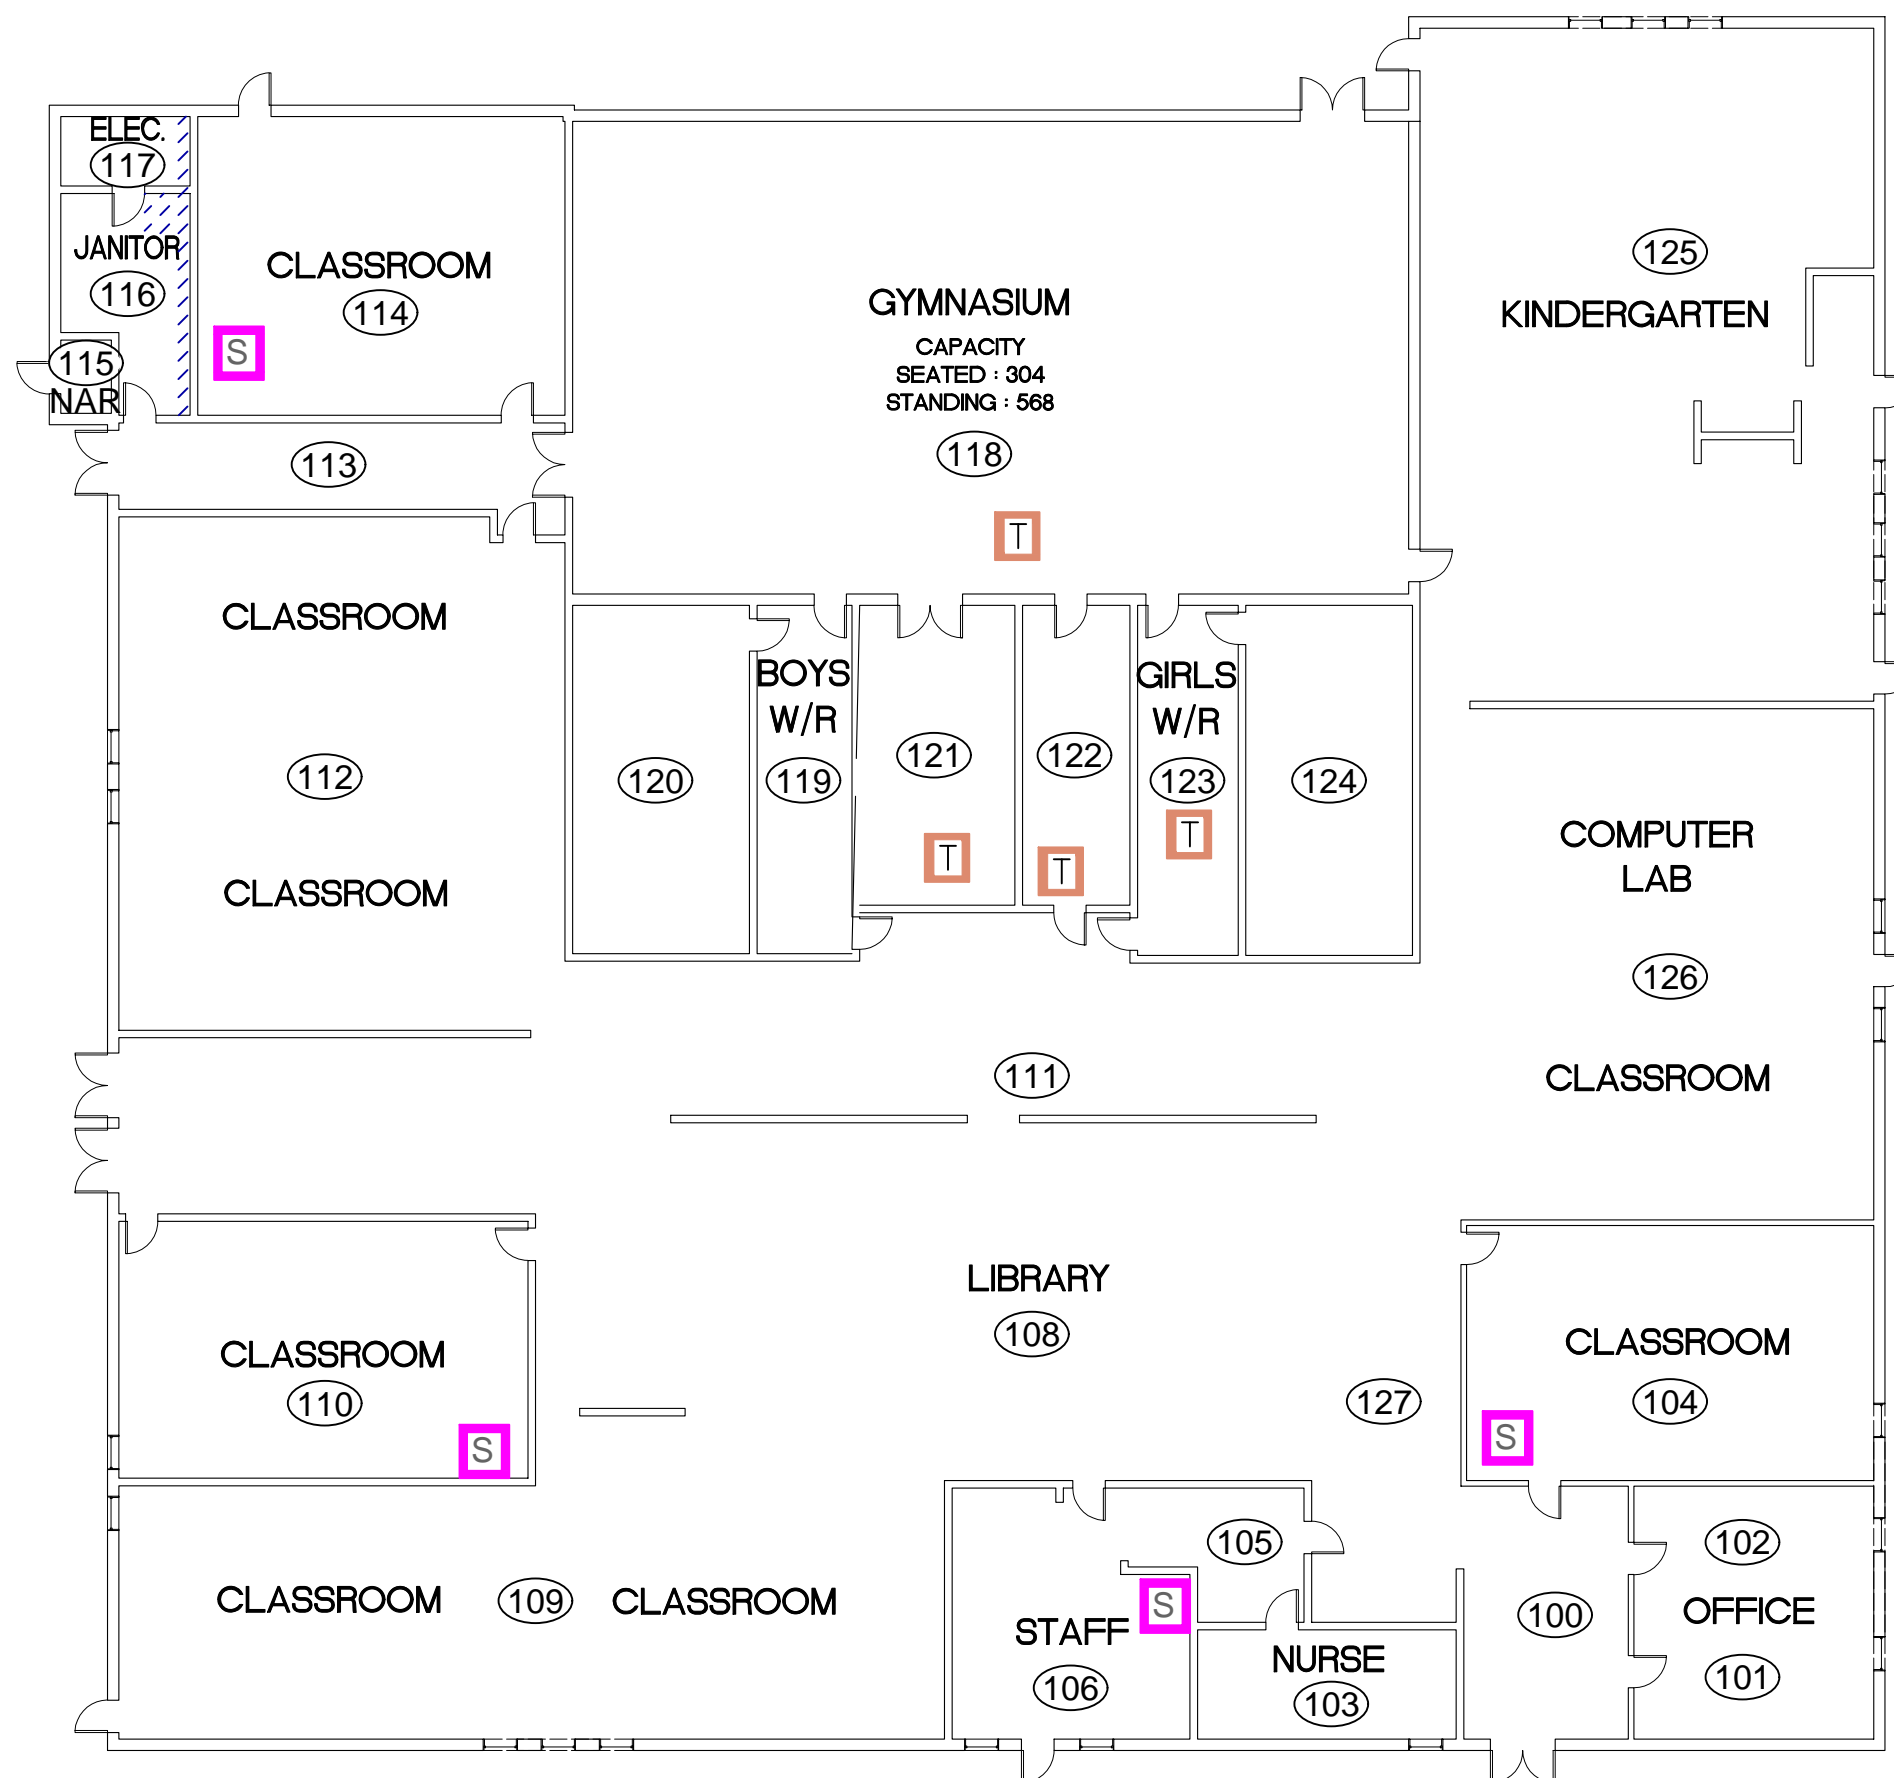 ELEC.
117
JANITOR
116
115
NAR
CLASSROOM
114
S
113
GYMNASIUM
CAPACITY
SEATED : 304
STANDING : 568
118
T
125
KINDERGARTEN
CLASSROOM
112
CLASSROOM
120
BOYS
W/R
119
121
T
122
T
GIRLS
W/R
123
T
124
COMPUTER
LAB
126
CLASSROOM
111
LIBRARY
108
127
CLASSROOM
110
S
CLASSROOM
104
S
CLASSROOM
109
CLASSROOM
105
S
STAFF
106
NURSE
103
100
102
OFFICE
101